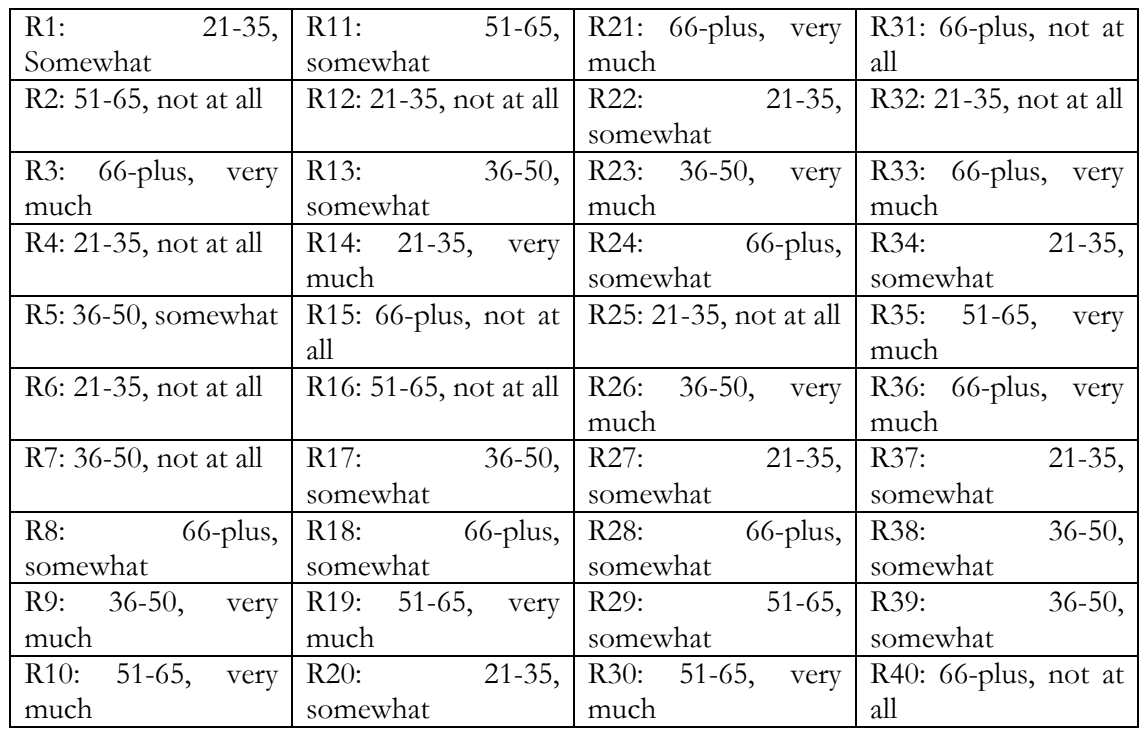 R1: 21-35,
Somewhat
R11: 51-65,
somewhat
R21: 66-plus, very
much
R31: 66-plus, not at
all
R2: 51-65, not at all
R12: 21-35, not at all
R22: 21-35,
somewhat
R32: 21-35, not at all
R3: 66-plus, very
much
R13: 36-50,
somewhat
R23: 36-50, very
much
R33: 66-plus, very
much
R4: 21-35, not at all
R14: 21-35, very
much
R24: 66-plus,
somewhat
R34: 21-35,
somewhat
R5: 36-50, somewhat
R15: 66-plus, not at
all
R25: 21-35, not at all
R35: 51-65, very
much
R6: 21-35, not at all
R16: 51-65, not at all
R26: 36-50, very
much
R36: 66-plus, very
much
R7: 36-50, not at all
R17: 36-50,
somewhat
R27: 21-35,
somewhat
R37: 21-35,
somewhat
R8: 66-plus,
somewhat
R18: 66-plus,
somewhat
R28: 66-plus,
somewhat
R38: 36-50,
somewhat
R9: 36-50, very
much
R19: 51-65, very
much
R29: 51-65,
somewhat
R39: 36-50,
somewhat
R10: 51-65, very
much
R20: 21-35,
somewhat
R30: 51-65, very
much
R40: 66-plus, not at
all